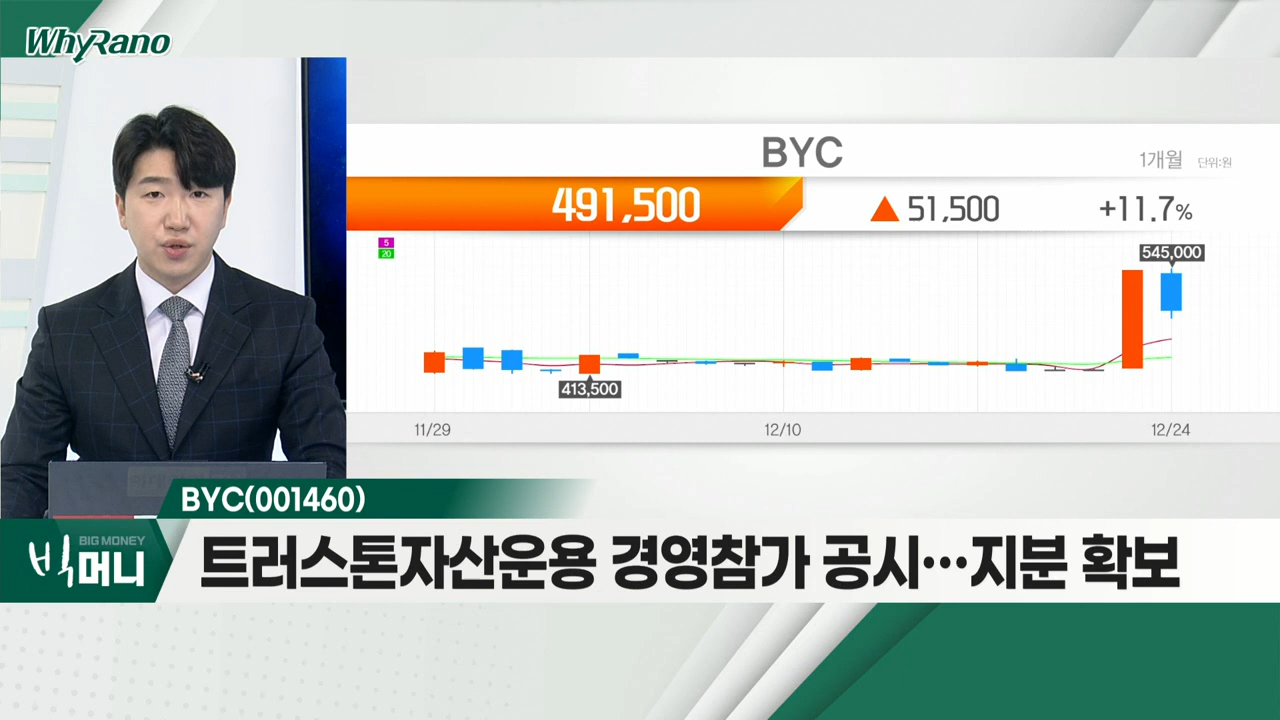 WhyRano
BYC
1개월 단위:원
491,500 ▲ 51,500 +11.7%
5
20
545,000
413,500
11/29 12/10 12/24
BYC(001460)
BIG MONEY
빅머니
트러스톤자산운용 경영참가 공시…지분 확보